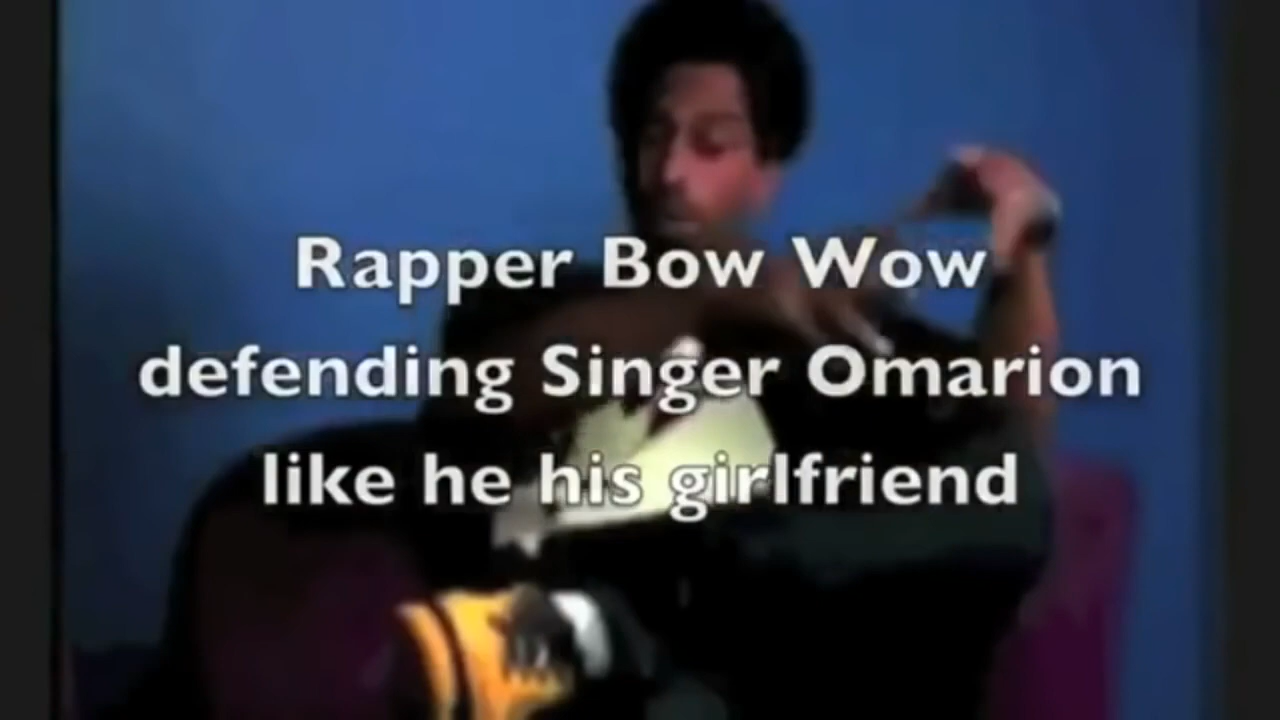 Rapper Bow Wow
defending Singer Omarion
like he his girlfriend